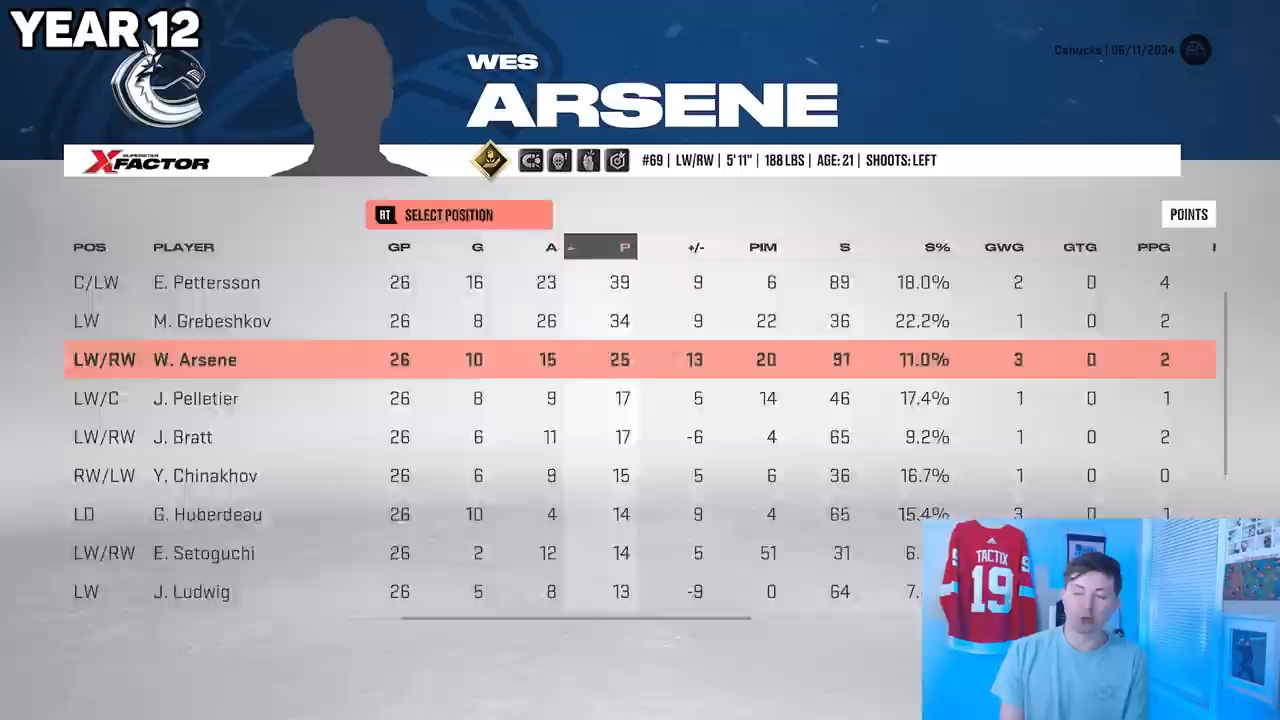 YEAR 12
WES
ARSENE
Canucks | 06/11/2034 EA
SUPERSTAR
XFACTOR
#69 | LW/RW | 5'11" | 188 LBS | AGE: 21 | SHOOTS: LEFT
RT SELECT POSITION
POINTS
POS PLAYER GP G A P +/- PIM S S% GWG GTG PPG
C/LW E. Pettersson 26 16 23 39 9 6 89 18.0% 2 0 4
LW M. Grebeshkov 26 8 26 34 9 22 36 22.2% 1 0 2
LW/RW W. Arsene 26 10 15 25 13 20 91 11.0% 3 0 2
LW/C J. Pelletier 26 8 9 17 5 14 46 17.4% 1 0 1
LW/RW J. Bratt 26 6 11 17 -6 4 65 9.2% 1 0 2
RW/LW Y. Chinakhov 26 6 9 15 5 6 36 16.7% 1 0 0
LD G. Huberdeau 26 10 4 14 9 4 65 15.4% 3 0 1
LW/RW E. Setoguchi 26 2 12 14 5 51 31 6.
LW J. Ludwig 26 5 8 13 -9 0 64 7.
TACTIX
19